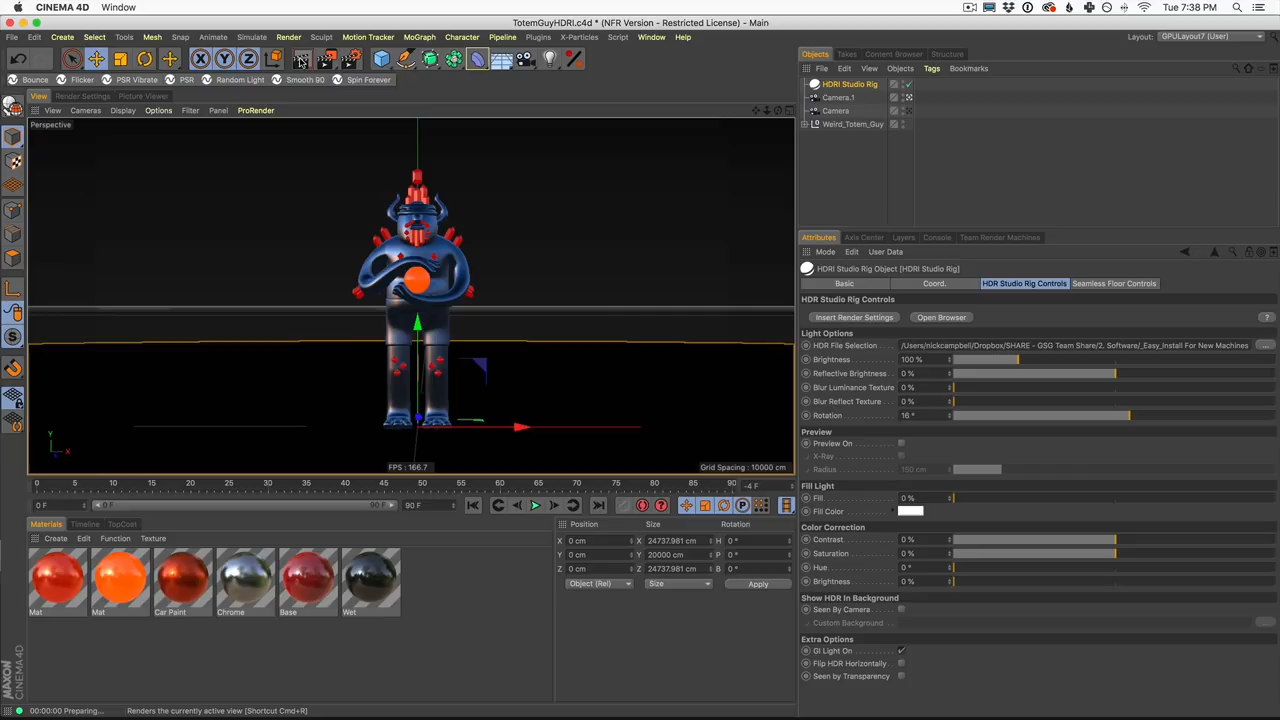 CINEMA 4D Window Tue 7:38 PM
TotemGuyHDRI.c4d * (NFR Version - Restricted License) - Main
File Edit Create Select Tools Mesh Snap Animate Simulate Render Sculpt Motion Tracker MoGraph Character Pipeline Plugins X-Particles Script Window Help Layout: GPULayout7 (User)
X Y Z
Bounce Flicker PSR Vibrate PSR Random Light Smooth 90 Spin Forever
View Render Settings Picture Viewer
View Cameras Display Options Filter Panel ProRender
Perspective
Y
X
FPS : 166.7 Grid Spacing : 10000 cm
0 5 10 15 20 25 30 35 40 45 50 55 60 65 70 75 80 85 90 -4 F
0 F 0 F 90 F 90 F
Materials Timeline TopCoat
Create Edit Function Texture
Mat Mat Car Paint Chrome Base Wet
Position Size Rotation
X 0 cm X 24737.981 cm H 0 °
Y 0 cm Y 20000 cm P 0 °
Z 0 cm Z 24737.981 cm B 0 °
Object (Rel) Size Apply
MAXON CINEMA 4D
00:00:00 Preparing... Renders the currently active view [Shortcut Cmd+R]
Objects Takes Content Browser Structure
File Edit View Objects Tags Bookmarks
HDRI Studio Rig
Camera.1
Camera
Weird_Totem_Guy
Attributes Axis Center Layers Console Team Render Machines
Mode Edit User Data
HDRI Studio Rig Object [HDRI Studio Rig]
Basic Coord. HDR Studio Rig Controls Seamless Floor Controls
HDR Studio Rig Controls
Insert Render Settings Open Browser ?
Light Options
HDR File Selection /Users/nickcampbell/Dropbox/SHARE - GSG Team Share/2. Software/_Easy_Install For New Machines ...
Brightness 100 %
Reflective Brightness 0 %
Blur Luminance Texture 0 %
Blur Reflect Texture 0 %
Rotation 16 °
Preview
Preview On
X-Ray
Radius 150 cm
Fill Light
Fill 0 %
Fill Color
Color Correction
Contrast 0 %
Saturation 0 %
Hue 0 °
Brightness 0 %
Show HDR In Background
Seen By Camera
Custom Background
Extra Options
GI Light On
Flip HDR Horizontally
Seen by Transparency